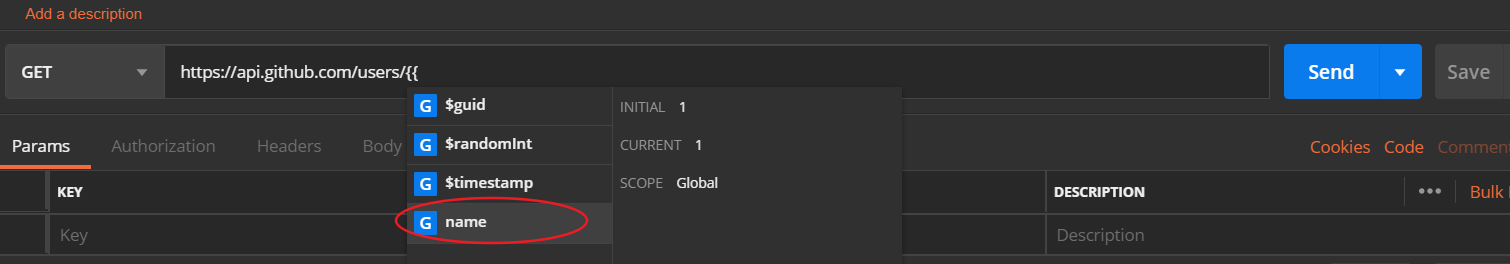 Add a description
GET https://api.github.com/users/{{ Send Save
G $guid INITIAL 1
G $randomInt CURRENT 1
G $timestamp SCOPE Global
G name
Params Authorization Headers Body Cookies Code Commen
KEY DESCRIPTION ••• Bulk
Key Description